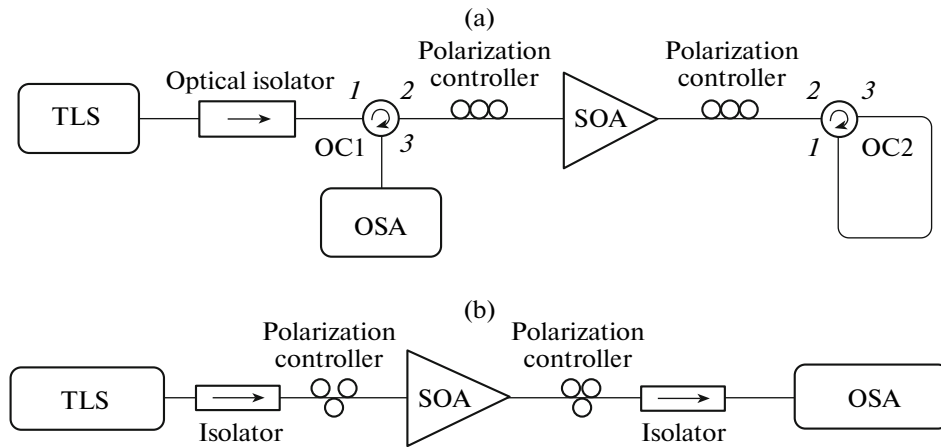 (a)
Polarization
controller
Polarization
controller
Optical isolator
1
2
2
3
TLS
SOA
OC1
3
1
OC2
OSA
(b)
Polarization
controller
Polarization
controller
TLS
SOA
OSA
Isolator
Isolator